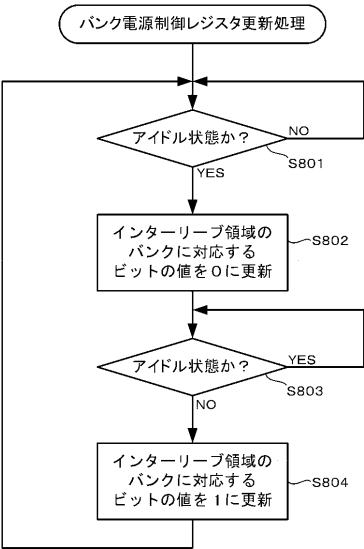 バンク電源制御レジスタ更新処理
アイドル状態か?
NO
S801
YES
インターリーブ領域の
バンクに対応する
ビットの値を0に更新
S802
アイドル状態か?
YES
S803
NO
インターリーブ領域の
バンクに対応する
ビットの値を1に更新
S804